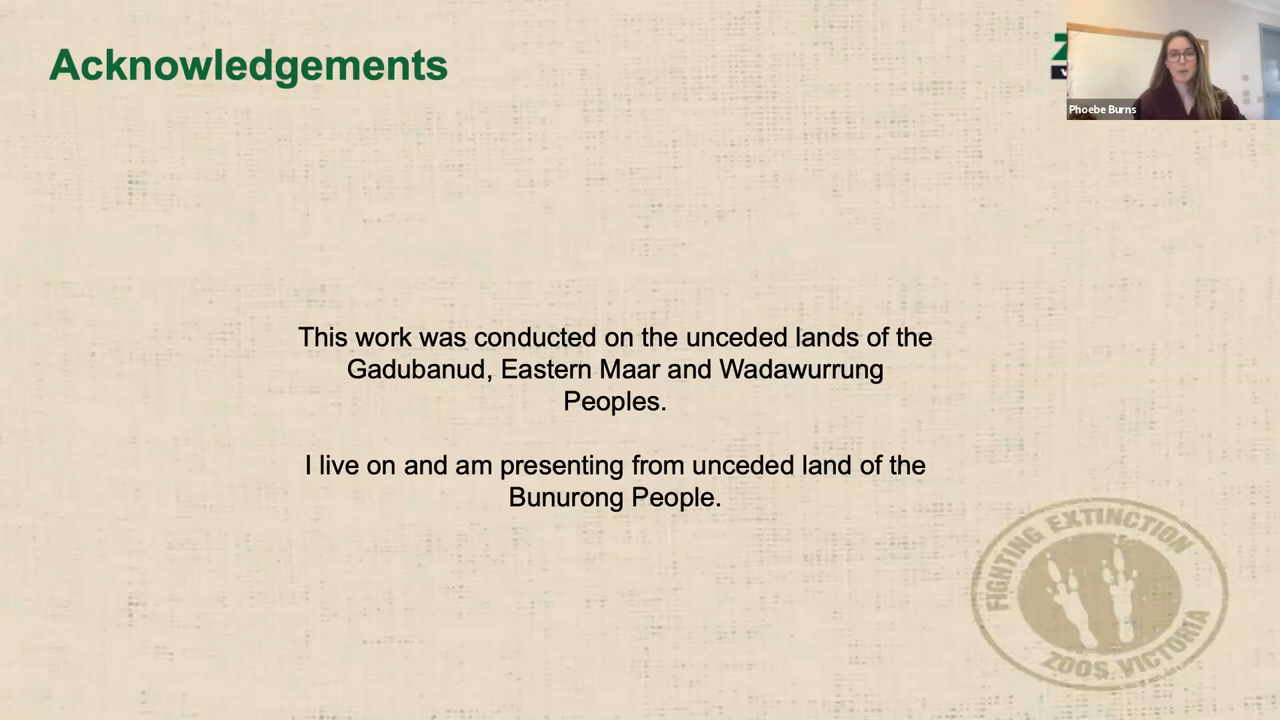 Acknowledgements
Phoebe Burns
This work was conducted on the unceded lands of the
Gadubanud, Eastern Maar and Wadawurrung
Peoples.
I live on and am presenting from unceded land of the
Bunurong People.
FIGHTING EXTINCTION
ZOOS VICTORIA